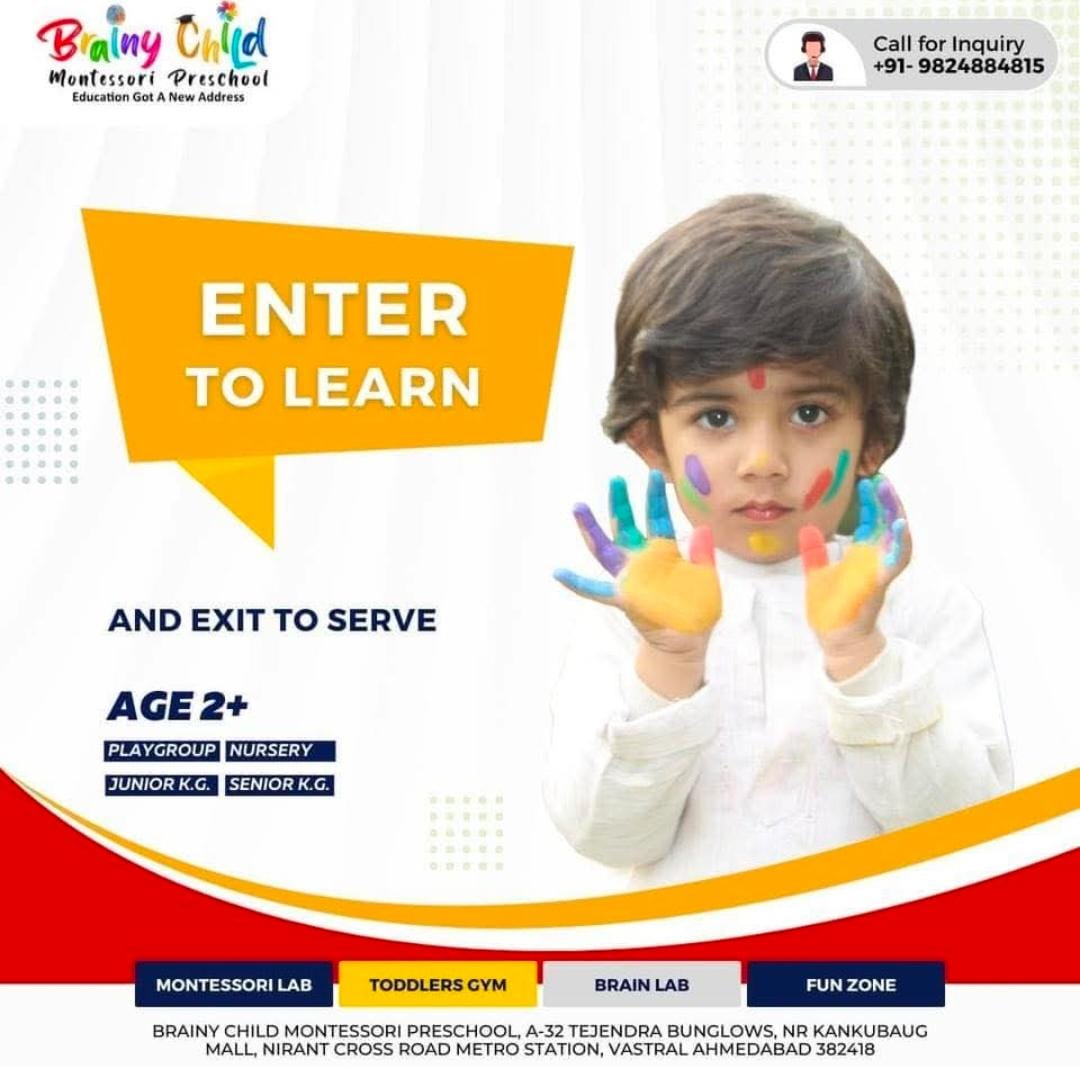 Brainy Child
Montessori Preschool
Education Got A New Address
Call for Inquiry
+91- 9824884815
ENTER
TO LEARN
AND EXIT TO SERVE
AGE 2+
PLAYGROUP NURSERY
JUNIOR K.G. SENIOR K.G.
MONTESSORI LAB TODDLERS GYM BRAIN LAB FUN ZONE
BRAINY CHILD MONTESSORI PRESCHOOL, A-32 TEJENDRA BUNGLOWS, NR KANKUBAUG
MALL, NIRANT CROSS ROAD METRO STATION, VASTRAL AHMEDABAD 382418